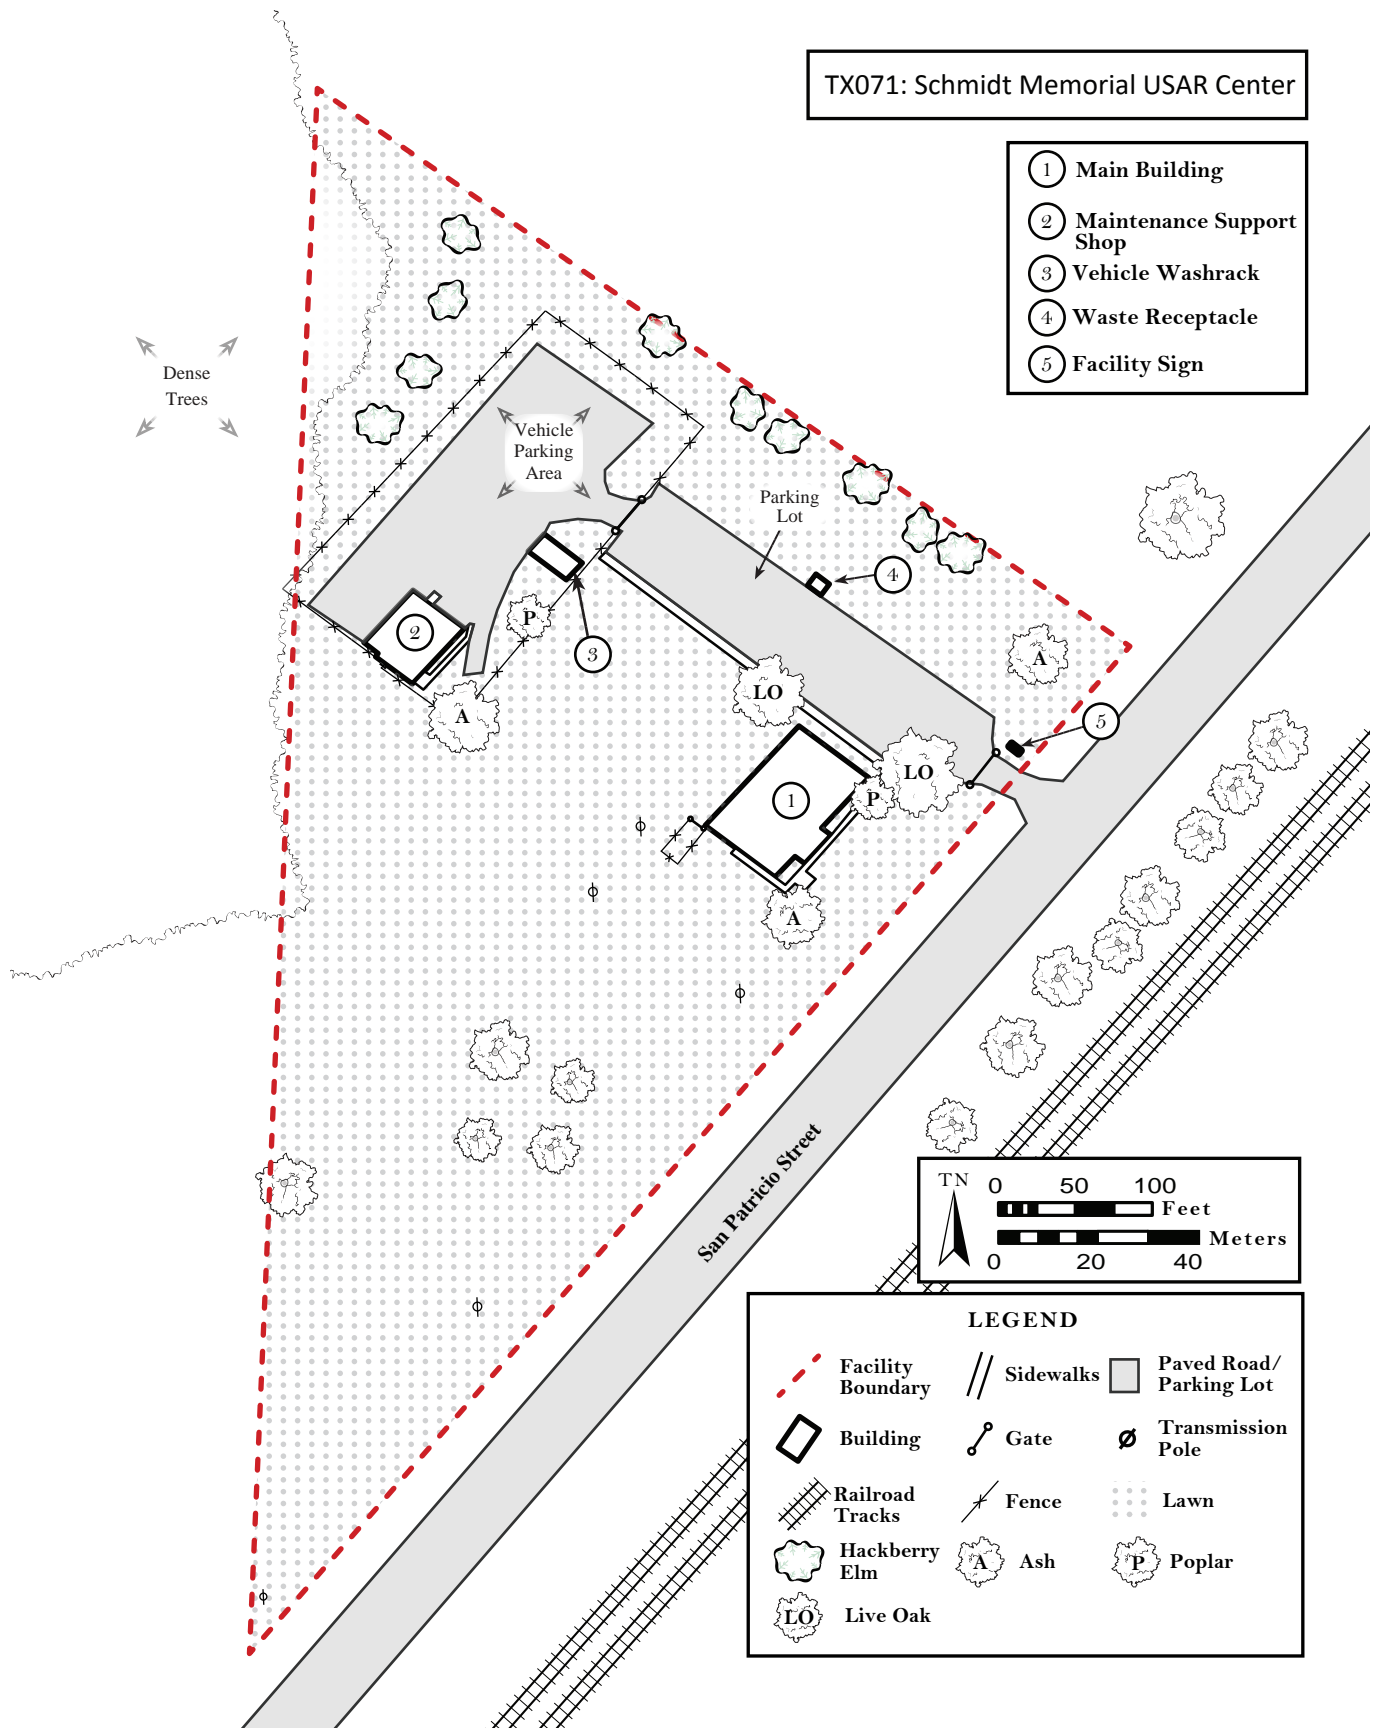 TX071: Schmidt Memorial USAR Center
1 Main Building
2 Maintenance Support
Shop
3 Vehicle Washrack
4 Waste Receptacle
5 Facility Sign
Dense
Trees
Vehicle
Parking
Area
Parking
Lot
4
2
P
3
A
LO
A
5
LO
1
P
A
San Patricio Street
TN
0 50 100
Feet
Meters
0 20 40
LEGEND
Facility
Boundary
Sidewalks
Paved Road/
Parking Lot
Building
Gate
Transmission
Pole
Railroad
Tracks
Fence
Lawn
Hackberry
Elm
A Ash
P Poplar
LO Live Oak